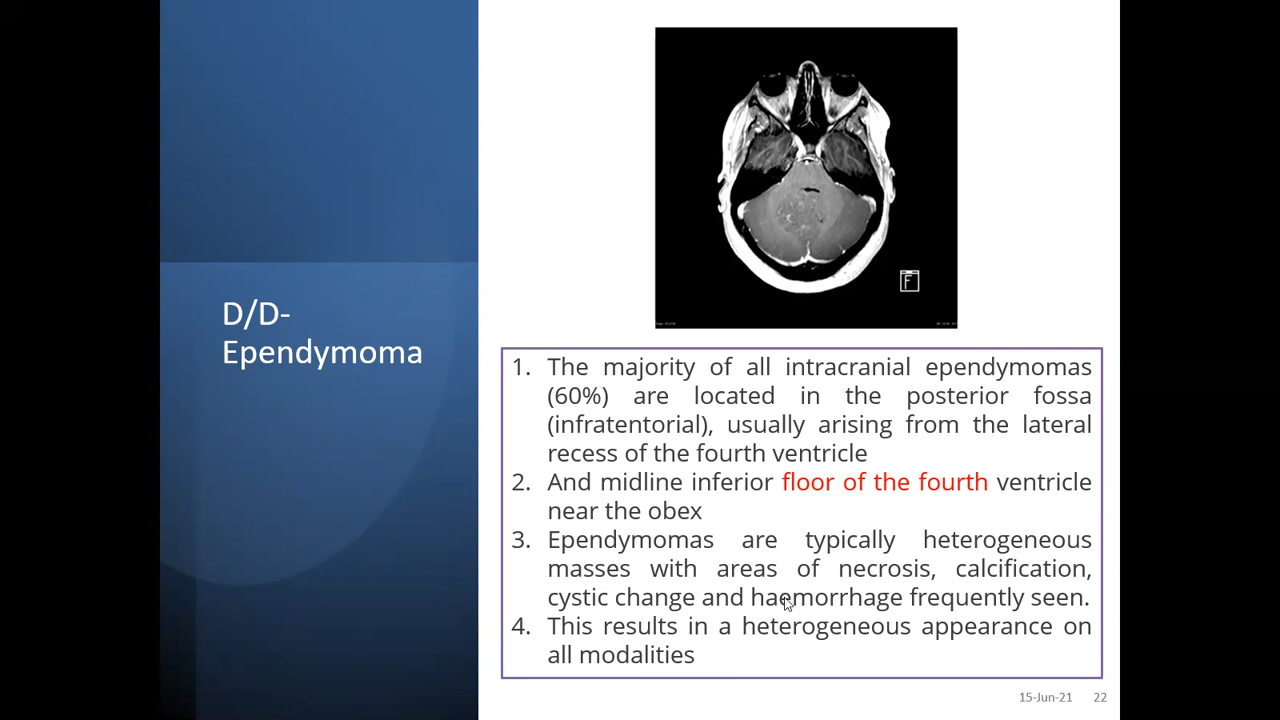 D/D-
Ependymoma
F
1. The majority of all intracranial ependymomas
(60%) are located in the posterior fossa
(infratentorial), usually arising from the lateral
recess of the fourth ventricle
2. And midline inferior floor of the fourth ventricle
near the obex
3. Ependymomas are typically heterogeneous
masses with areas of necrosis, calcification,
cystic change and haemorrhage frequently seen.
4. This results in a heterogeneous appearance on
all modalities
15-Jun-21 22